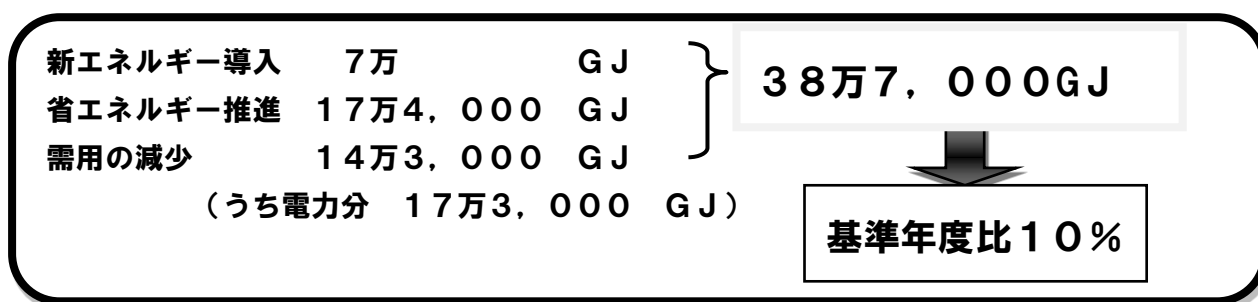 新エネルギー導入　　７万　　　　　　ＧＪ
省エネルギー推進　１７万４，０００　ＧＪ
需用の減少　　　　１４万３，０００　ＧＪ
（うち電力分　１７万３，０００　ＧＪ）
３８万７，０００GJ
基準年度比１０％